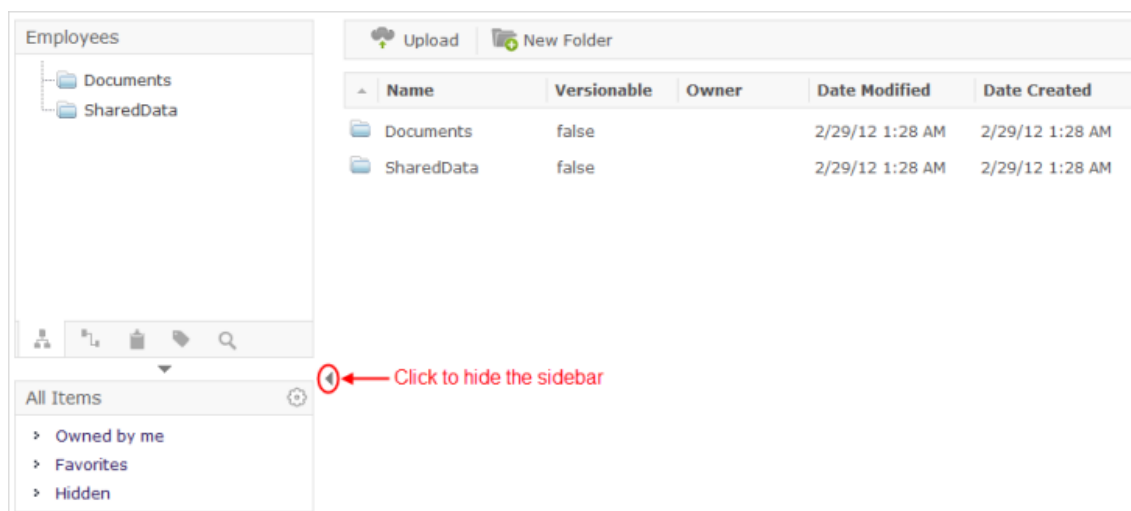 Employees
Documents
SharedData
All Items
Owned by me
Favorites
Hidden
Upload New Folder
Name Versionable Owner Date Modified Date Created
Documents false 2/29/12 1:28 AM 2/29/12 1:28 AM
SharedData false 2/29/12 1:28 AM 2/29/12 1:28 AM
Click to hide the sidebar